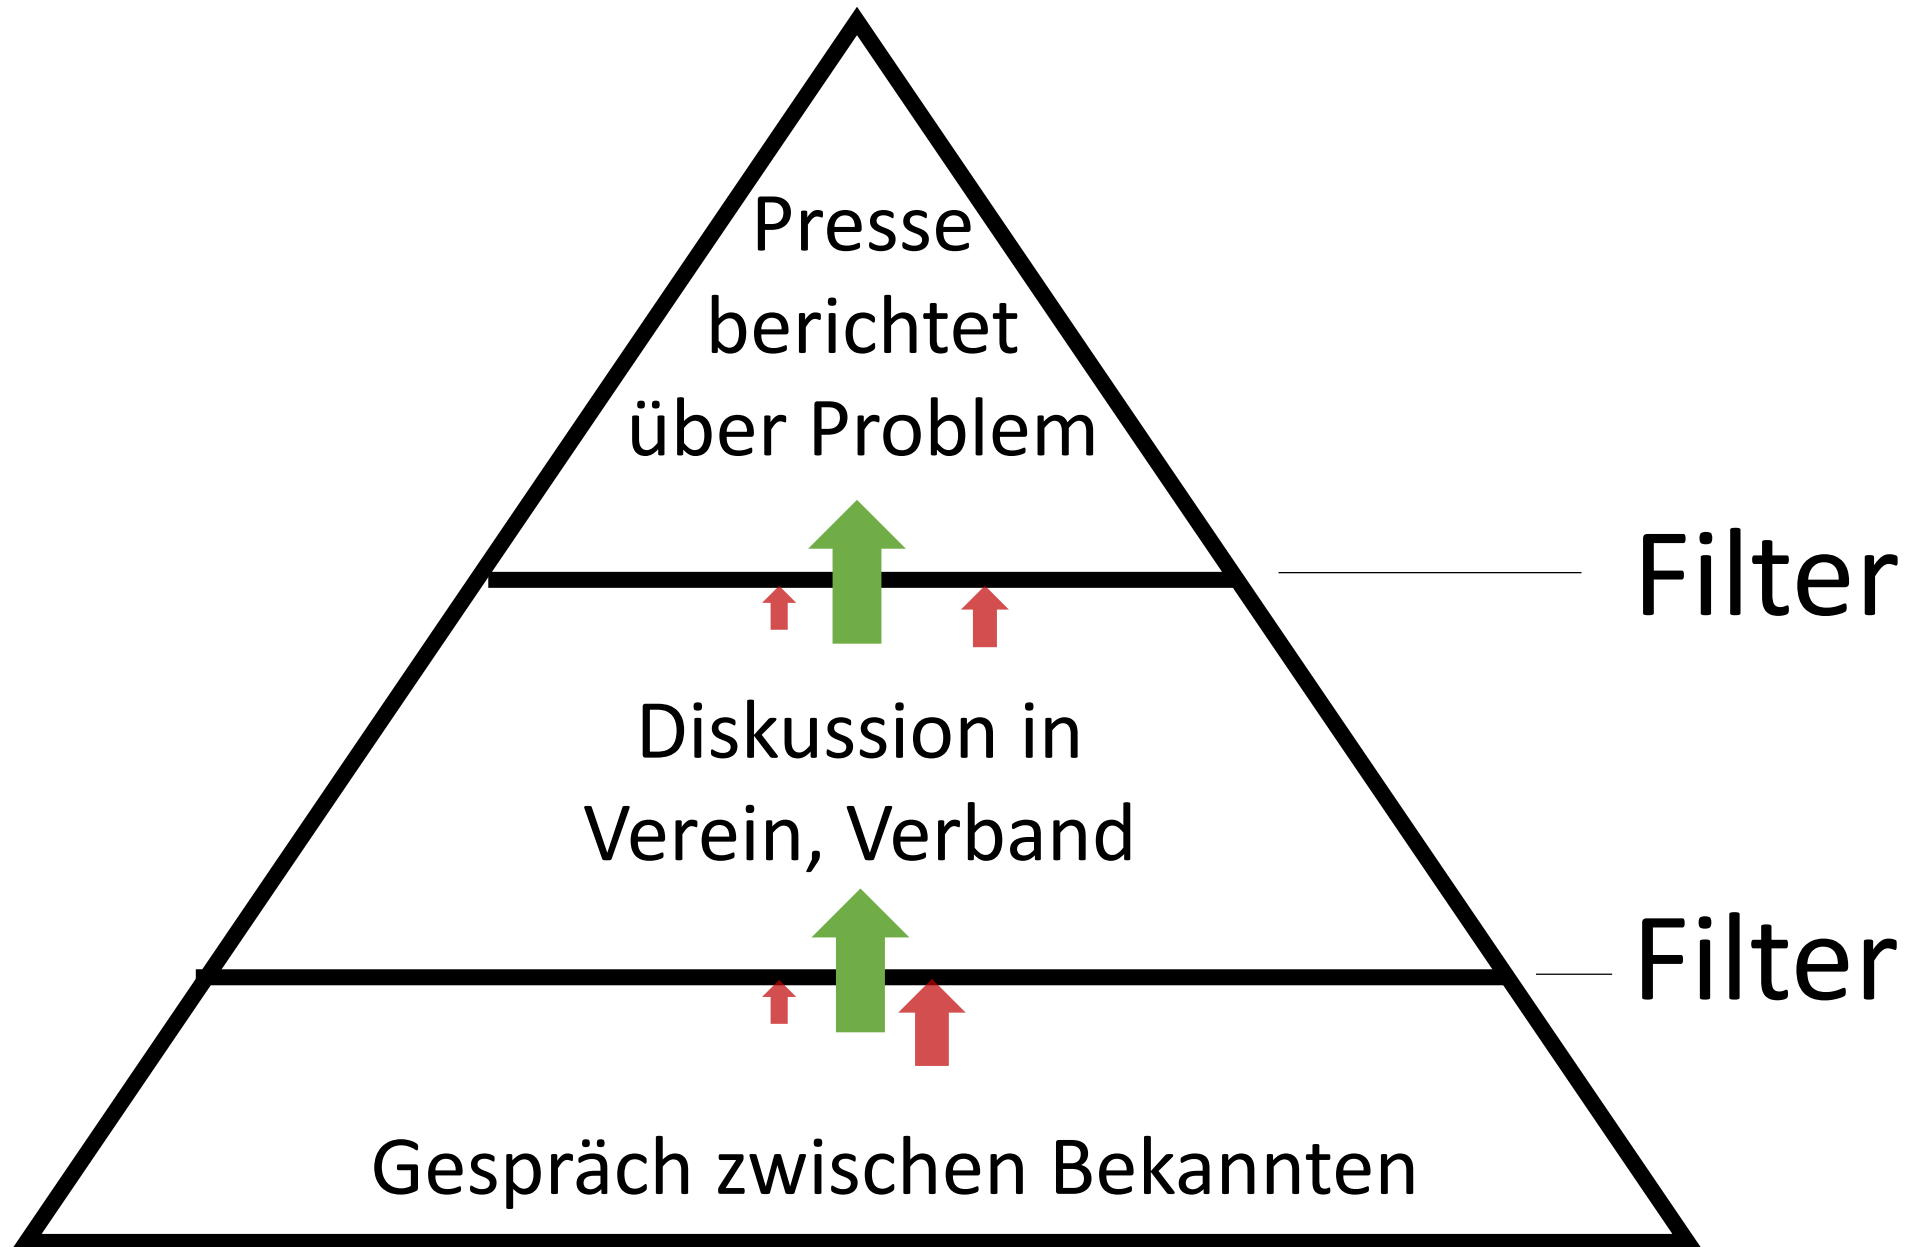 Presse
berichtet
über Problem
Filter
Diskussion in
Verein, Verband
Filter
Gespräch zwischen Bekannten